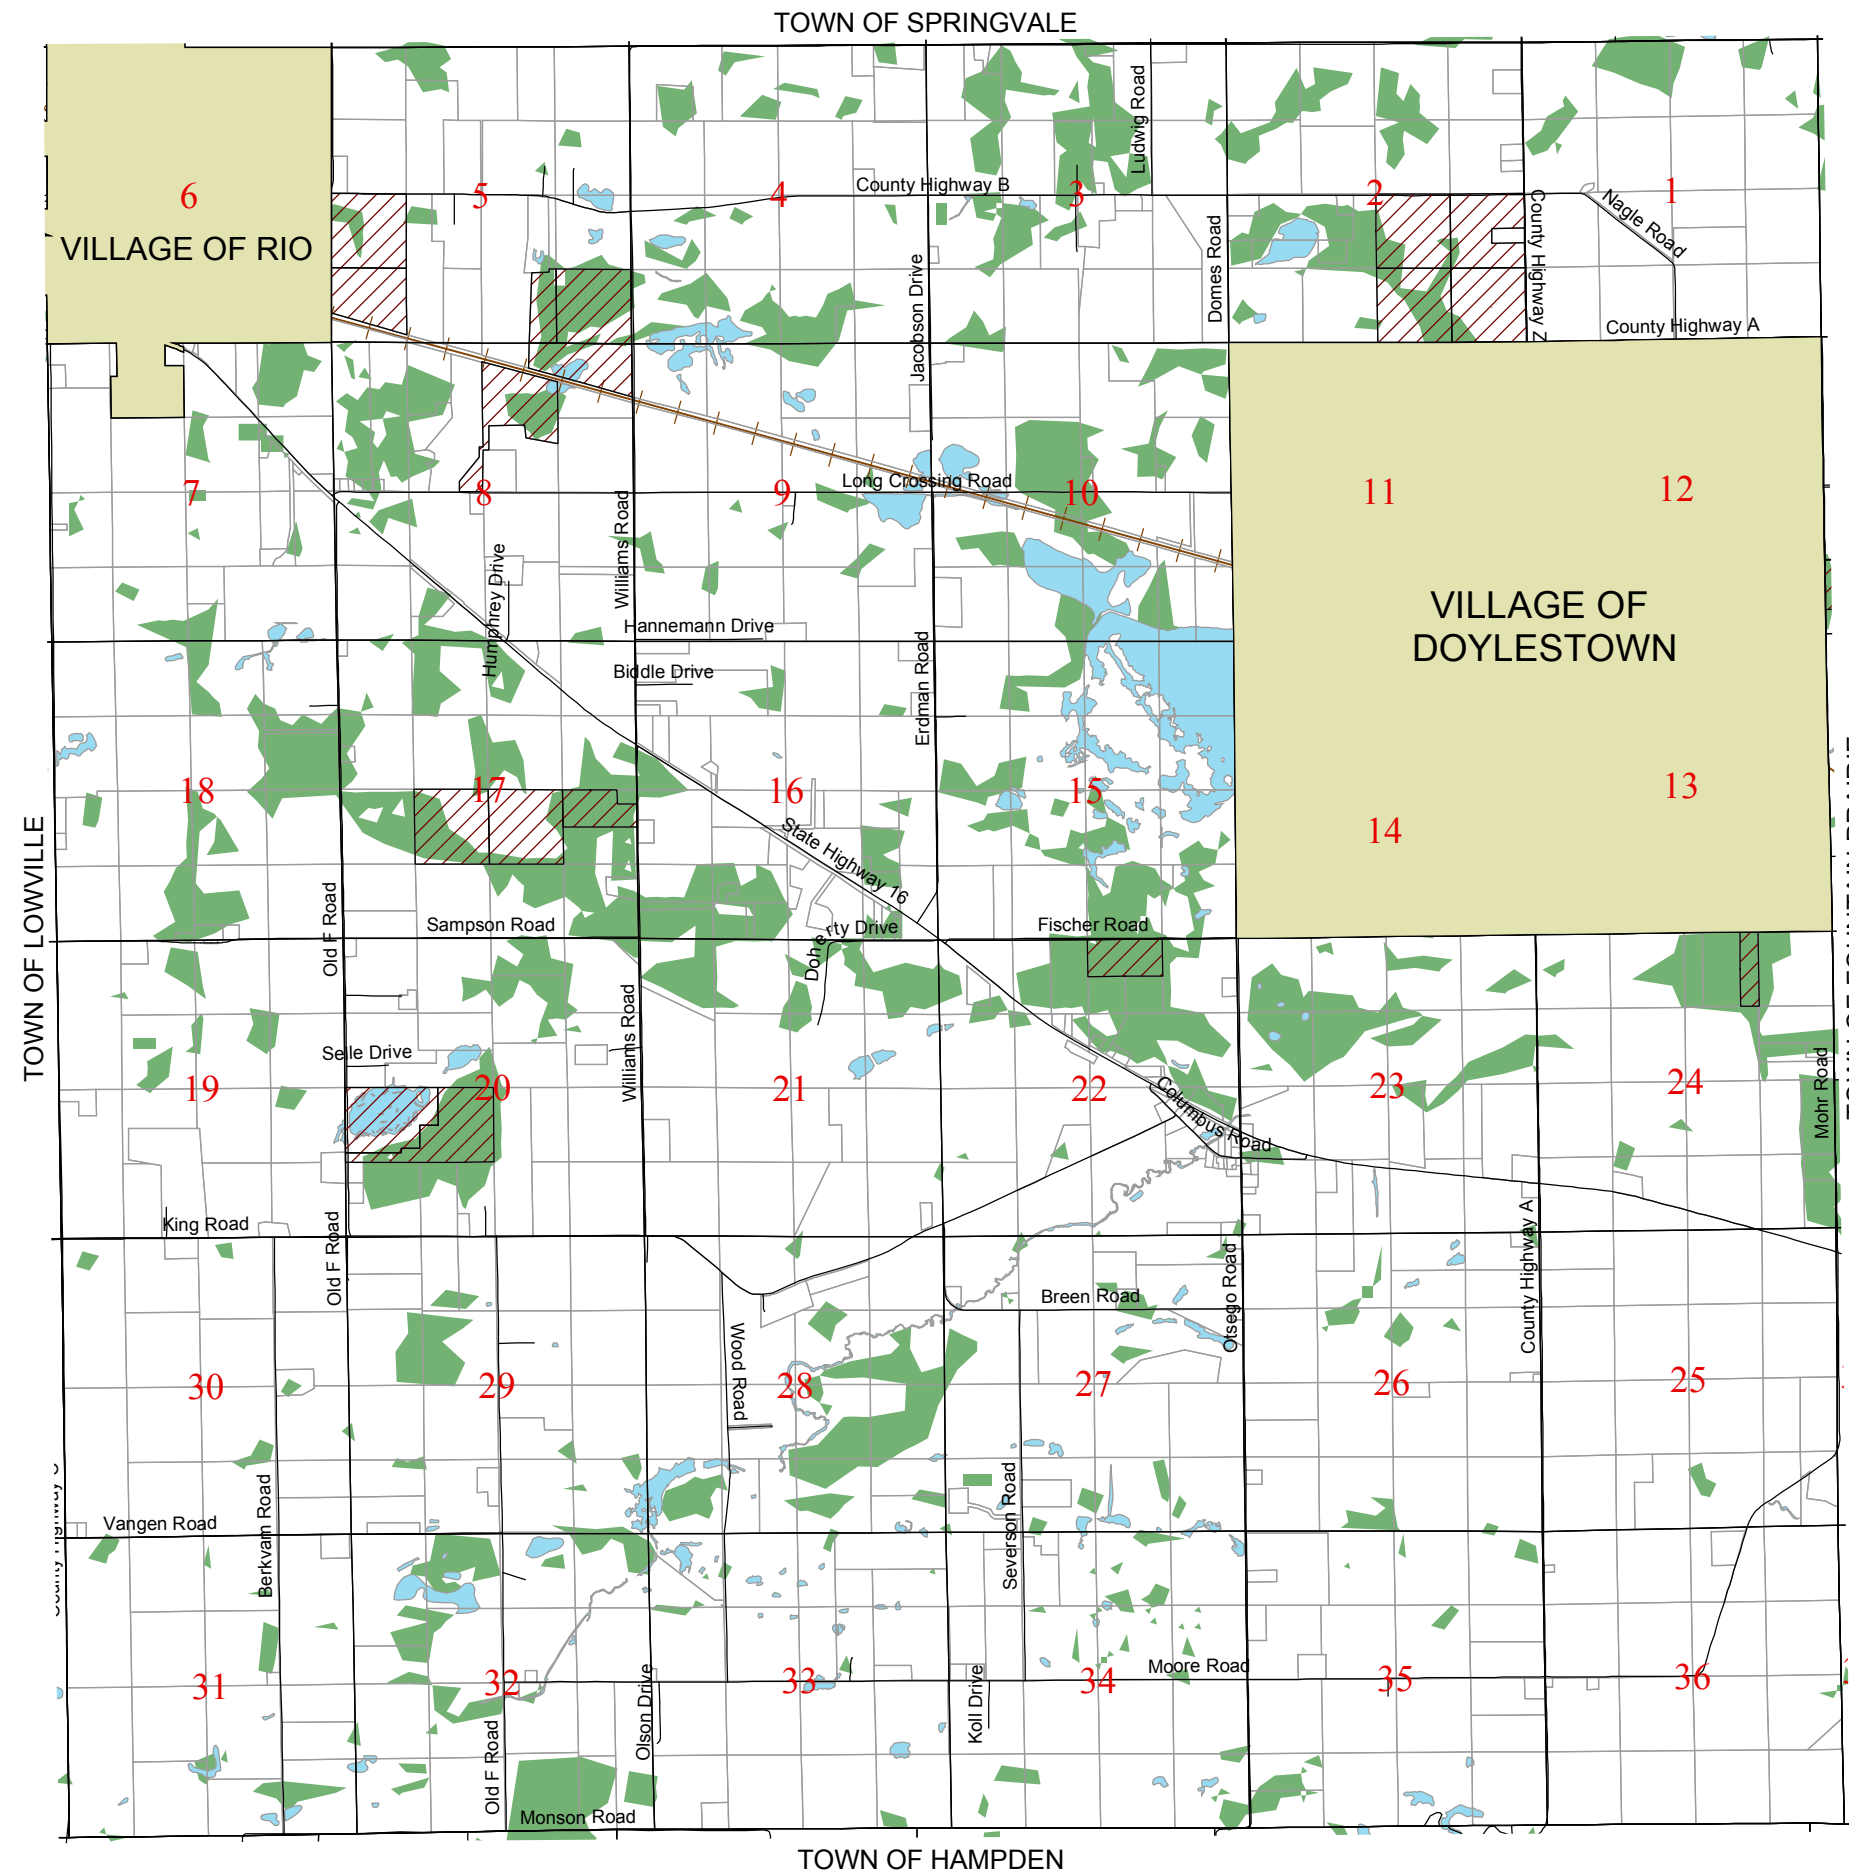 TOWN OF SPRINGVALE
Ludwig Road
6
5
4
County Highway B
3
2
1
Nagle Road
VILLAGE OF RIO
Jacobson Drive
Domes Road
County Highway Z
County Highway A
7
8
9
Long Crossing Road
10
11
12
Humphrey Drive
Williams Road
Hannemann Drive
Biddle Drive
Erdman Road
VILLAGE OF
DOYLESTOWN
18
17
16
15
14
13
State Highway 16
TOWN OF LOWVILLE
Old F Road
Sampson Road
Doherty Drive
Fischer Road
Selle Drive
Williams Road
19
20
21
22
23
24
Columbus Road
Mohr Road
King Road
Old F Road
Otsego Road
County Highway A
Breen Road
Wood Road
30
29
28
27
26
25
Vangen Road
Berkvam Road
Severson Road
31
32
33
34
Moore Road
35
36
Old F Road
Olson Drive
Koll Drive
Monson Road
TOWN OF HAMPDEN